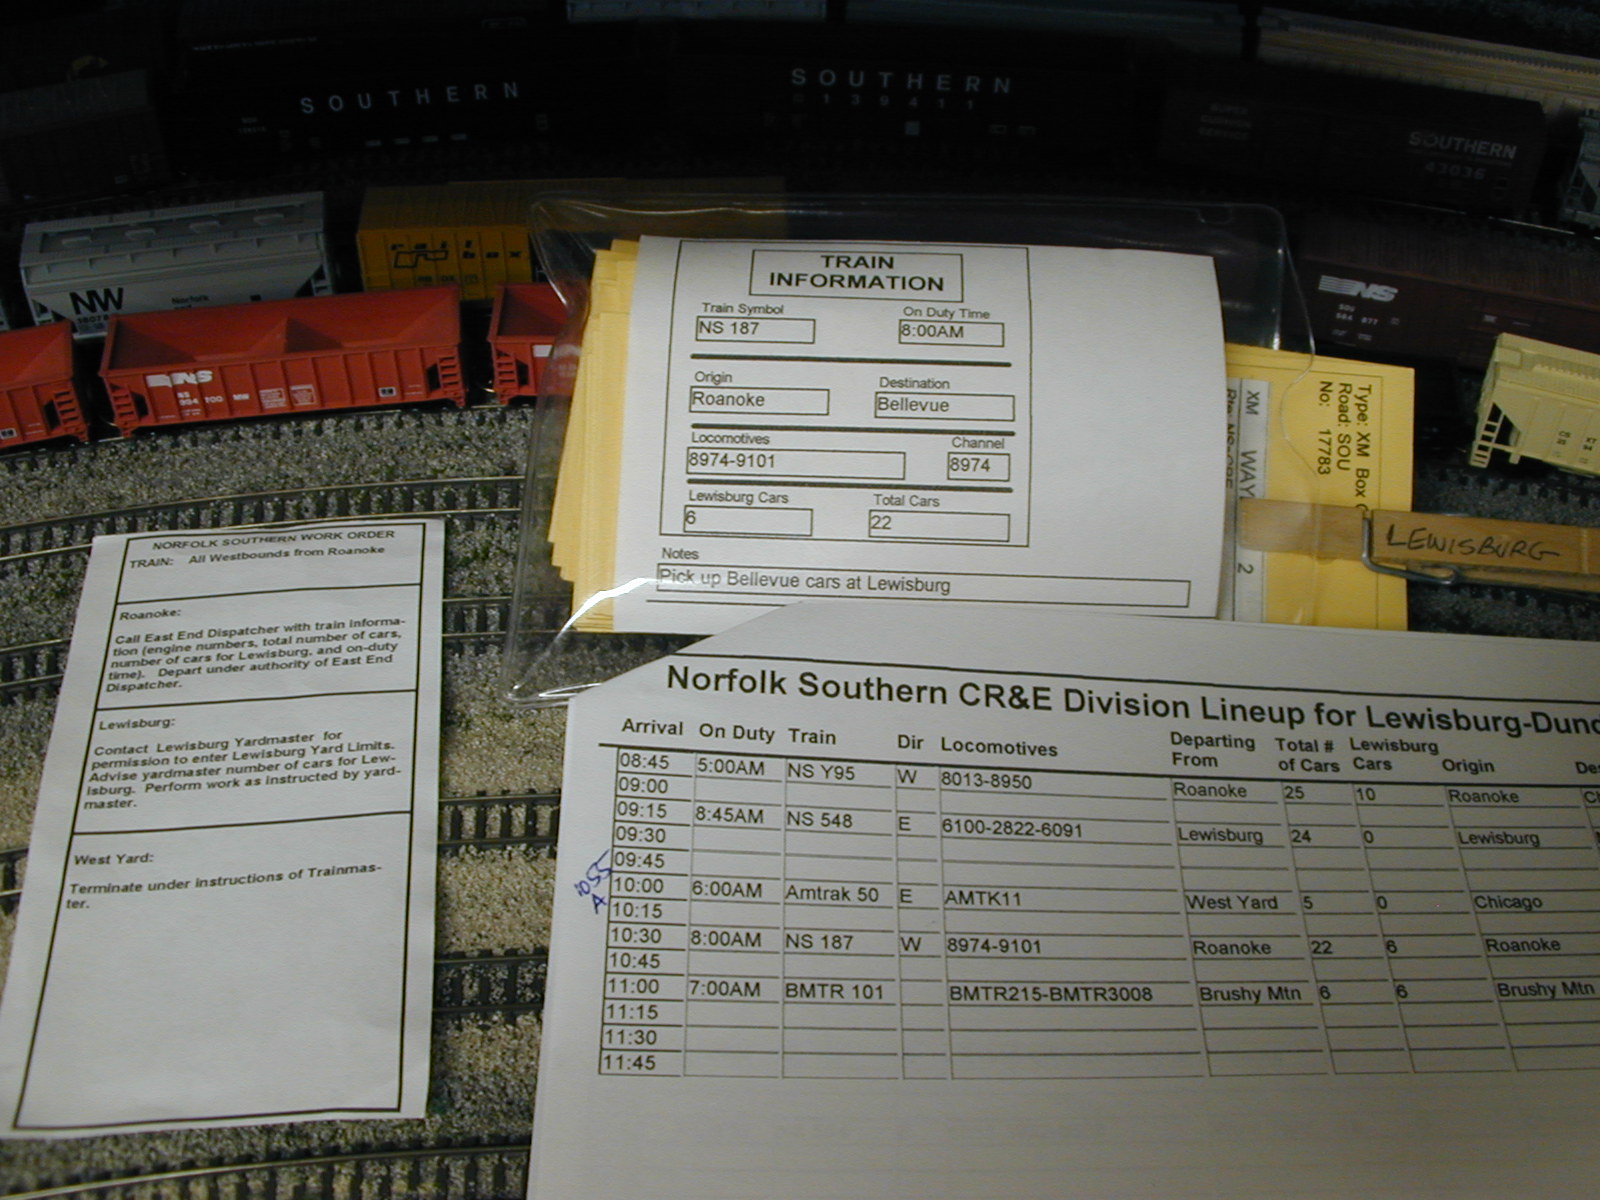 SOUTHERN
SOUTHERN
SOUTHERN
43036
NW
Norfolk
rail box
NS
NS
TRAIN
INFORMATION
Train Symbol
On Duty Time
NS 187
8:00AM
Origin
Destination
Roanoke
Bellevue
Locomotives
Channel
8974-9101
8974
Lewisburg Cars
Total Cars
6
22
Notes
Pick up Bellevue cars at Lewisburg
Type: XM Box
Road: SOU
No: 17783
XM
2
LEWISBURG
NORFOLK SOUTHERN WORK ORDER
TRAIN: All Westbounds from Roanoke
Roanoke:
Call East End Dispatcher with train informa-
tion (engine numbers, total number of cars,
number of cars for Lewisburg, and on-duty
time). Depart under authority of East End
Dispatcher.
Lewisburg:
Contact Lewisburg Yardmaster for
permission to enter Lewisburg Yard Limits.
Advise yardmaster number of cars for Lew-
isburg. Perform work as instructed by yard-
master.
West Yard:
Terminate under instructions of Trainmas-
ter.
Norfolk Southern CR&E Division Lineup for Lewisburg-Dun
Arrival On Duty Train Dir Locomotives Departing From Total # of Cars Lewisburg Cars Origin De
08:45 5:00AM NS Y95 W 8013-8950 Roanoke 25 10 Roanoke
09:00
09:15 8:45AM NS 548 E 6100-2822-6091 Lewisburg 24 0 Lewisburg
09:30
09:45
1055 A
10:00 6:00AM Amtrak 50 E AMTK11 West Yard 5 0 Chicago
10:15
10:30 8:00AM NS 187 W 8974-9101 Roanoke 22 6 Roanoke
10:45
11:00 7:00AM BMTR 101 BMTR215-BMTR3008 Brushy Mtn 6 6 Brushy Mtn
11:15
11:30
11:45